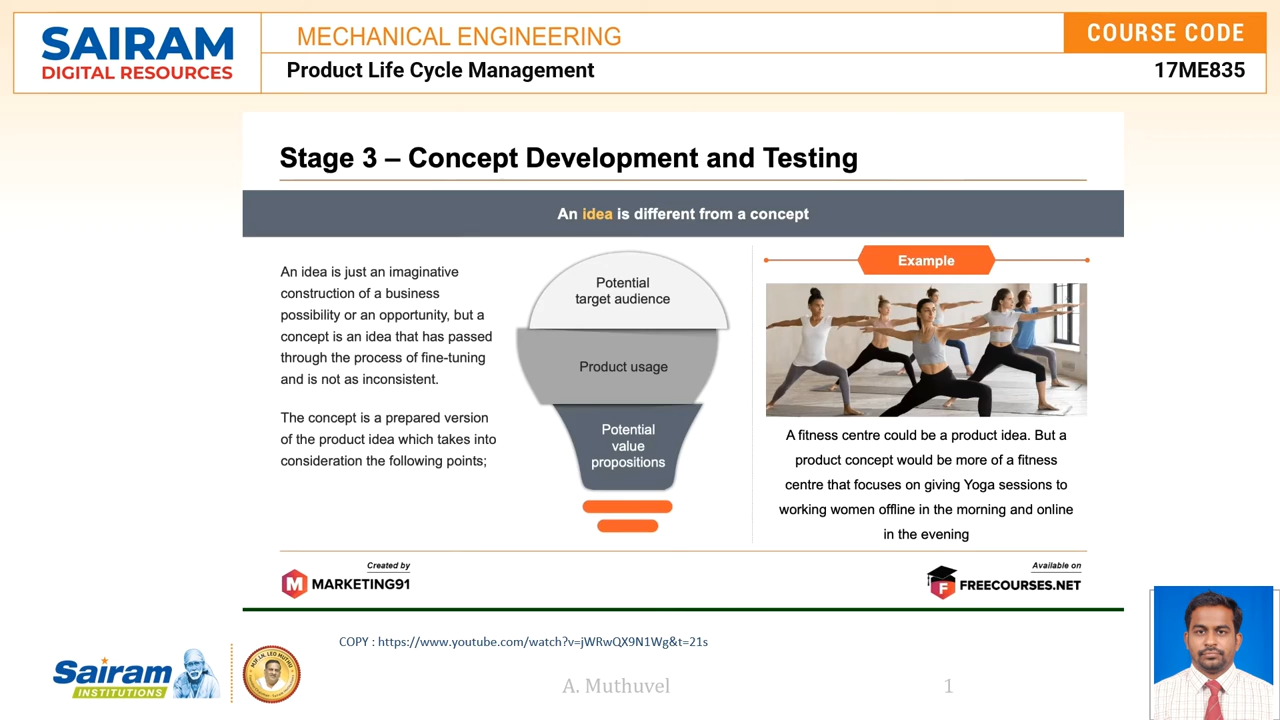 SAIRAM
DIGITAL RESOURCES
MECHANICAL ENGINEERING
COURSE CODE
Product Life Cycle Management
17ME835
Stage 3 – Concept Development and Testing
An idea is different from a concept
An idea is just an imaginative
construction of a business
possibility or an opportunity, but a
concept is an idea that has passed
through the process of fine-tuning
and is not as inconsistent.
The concept is a prepared version
of the product idea which takes into
consideration the following points;
Potential
target audience
Product usage
Potential
value
propositions
Example
A fitness centre could be a product idea. But a
product concept would be more of a fitness
centre that focuses on giving Yoga sessions to
working women offline in the morning and online
in the evening
Created by
M MARKETING91
Available on
F FREECOURSES.NET
COPY : https://www.youtube.com/watch?v=jWRwQX9N1Wg&t=21s
Sairam
INSTITUTIONS
MJF. LN. LEO MUTHU
A. Muthuvel
1